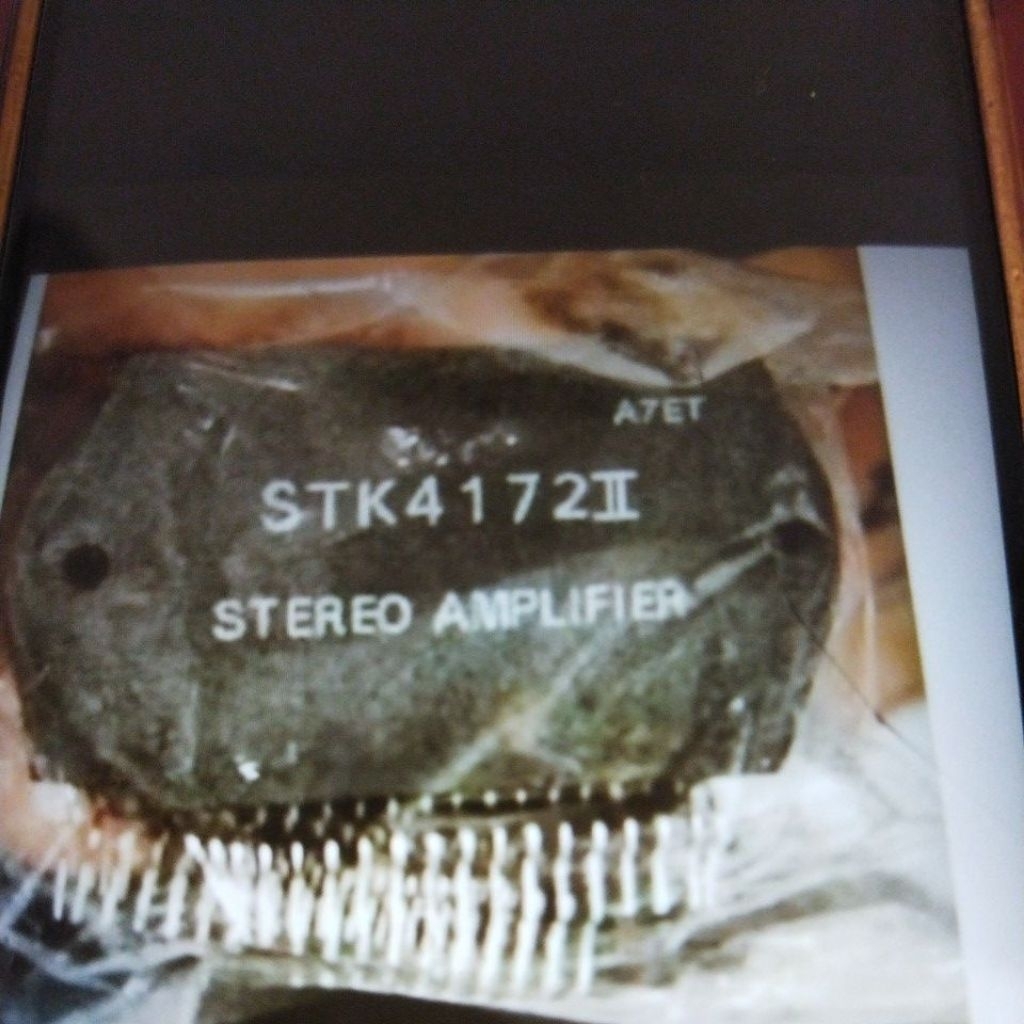 A7ET
STK4172II
STEREO AMPLIFIER